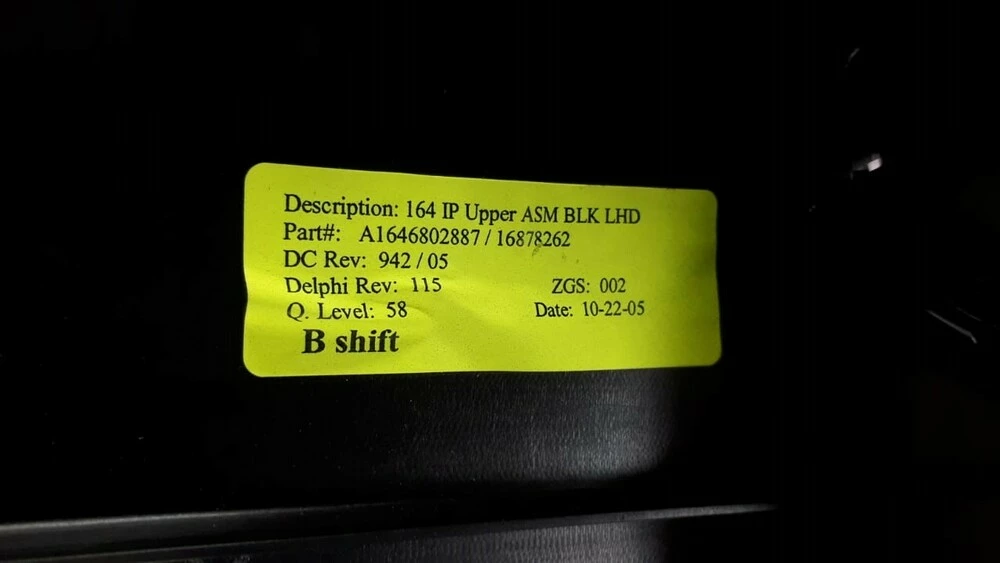 Description: 164 IP Upper ASM BLK LHD
Part#: A1646802887 / 16878262
DC Rev: 942 / 05
Delphi Rev: 115 ZGS: 002
Q. Level: 58 Date: 10-22-05
B shift